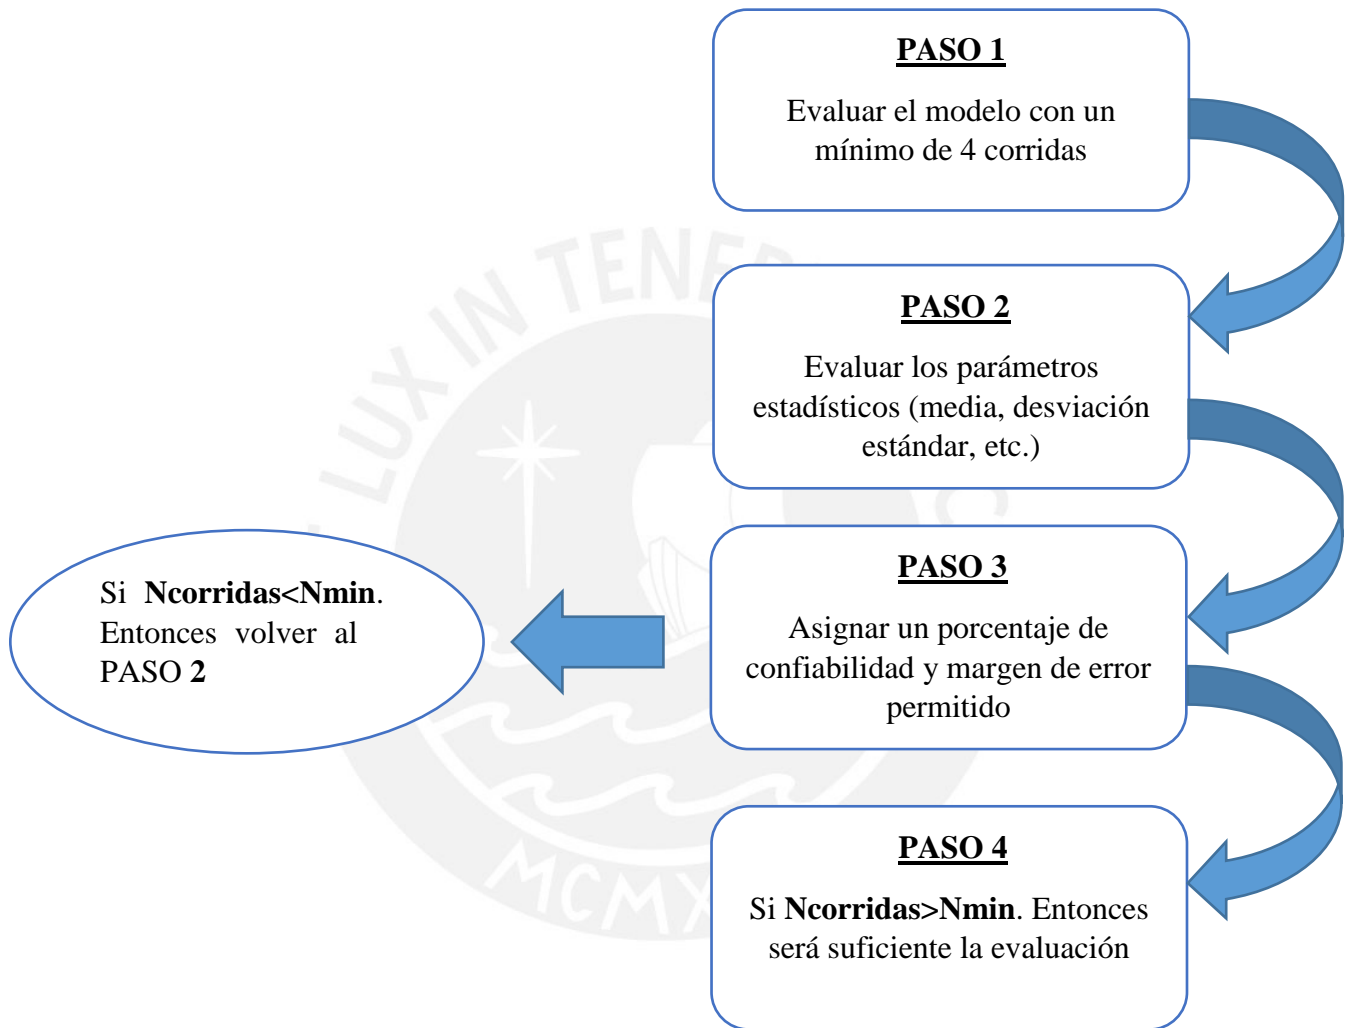 PASO 1
Evaluar el modelo con un
mínimo de 4 corridas
PASO 2
Evaluar los parámetros
estadísticos (media, desviación
estándar, etc.)
PASO 3
Asignar un porcentaje de
confiabilidad y margen de error
permitido
Si Ncorridas<Nmin.
Entonces volver al
PASO 2
PASO 4
Si Ncorridas>Nmin. Entonces
será suficiente la evaluación
LUX IN